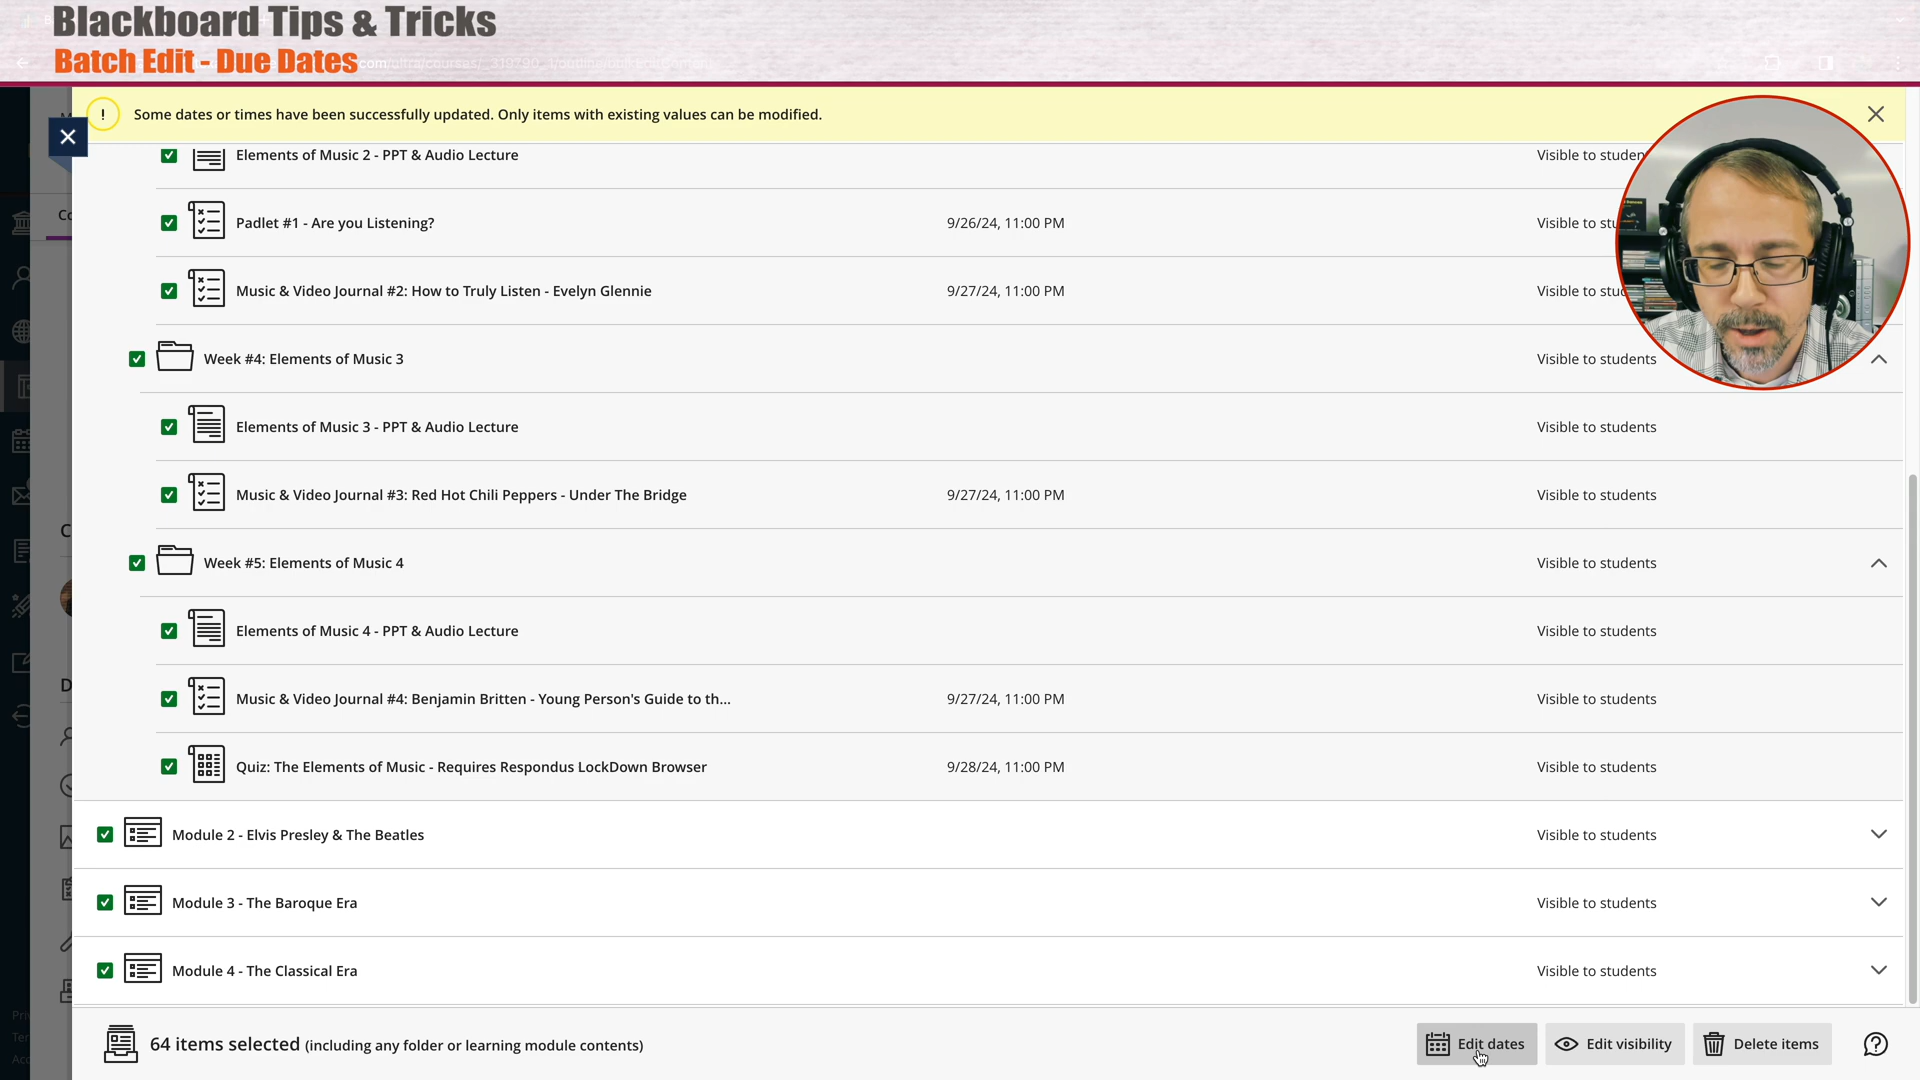 Blackboard Tips & Tricks
Batch Edit - Due Dates
! Some dates or times have been successfully updated. Only items with existing values can be modified.
Elements of Music 2 - PPT & Audio Lecture Visible to studen
Padlet #1 - Are you Listening? 9/26/24, 11:00 PM Visible to stu
Music & Video Journal #2: How to Truly Listen - Evelyn Glennie 9/27/24, 11:00 PM Visible to stud
Week #4: Elements of Music 3 Visible to students
Elements of Music 3 - PPT & Audio Lecture Visible to students
Music & Video Journal #3: Red Hot Chili Peppers - Under The Bridge 9/27/24, 11:00 PM Visible to students
Week #5: Elements of Music 4 Visible to students
Elements of Music 4 - PPT & Audio Lecture Visible to students
Music & Video Journal #4: Benjamin Britten - Young Person's Guide to th... 9/27/24, 11:00 PM Visible to students
Quiz: The Elements of Music - Requires Respondus LockDown Browser 9/28/24, 11:00 PM Visible to students
Module 2 - Elvis Presley & The Beatles Visible to students
Module 3 - The Baroque Era Visible to students
Module 4 - The Classical Era Visible to students
64 items selected (including any folder or learning module contents) Edit dates Edit visibility Delete items